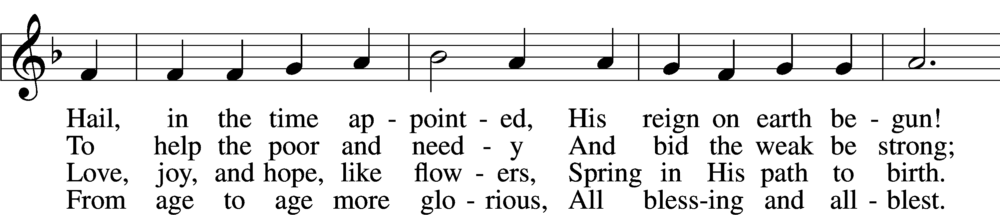 Hail, in the time ap - point - ed, His reign on earth be - gun!
To help the poor and need - y And bid the weak be strong;
Love, joy, and hope, like flow - ers, Spring in His path to birth.
From age to age more glo - rious, All bless-ing and all - blest.